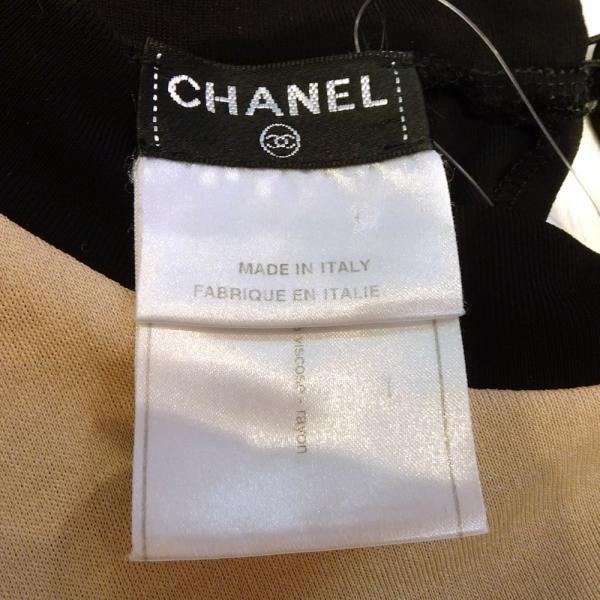 CHANEL
MADE IN ITALY
FABRIQUE EN ITALIE
viscose - rayon